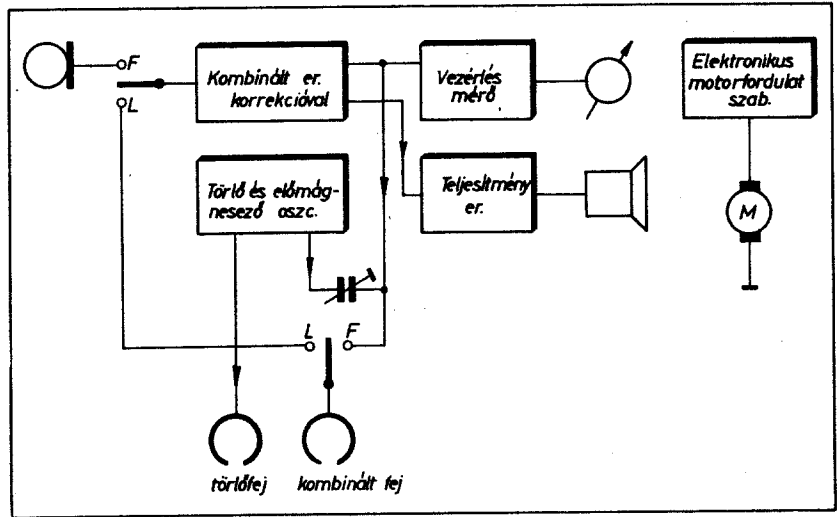 F
L
Kombinált er.
korrekcióval
Vezérlés
mérő
Elektronikus
motorfordulat
szab.
Törlő és előmág-
nesező oszc.
Teljesítmény
er.
M
L F
törlőfej kombinált fej